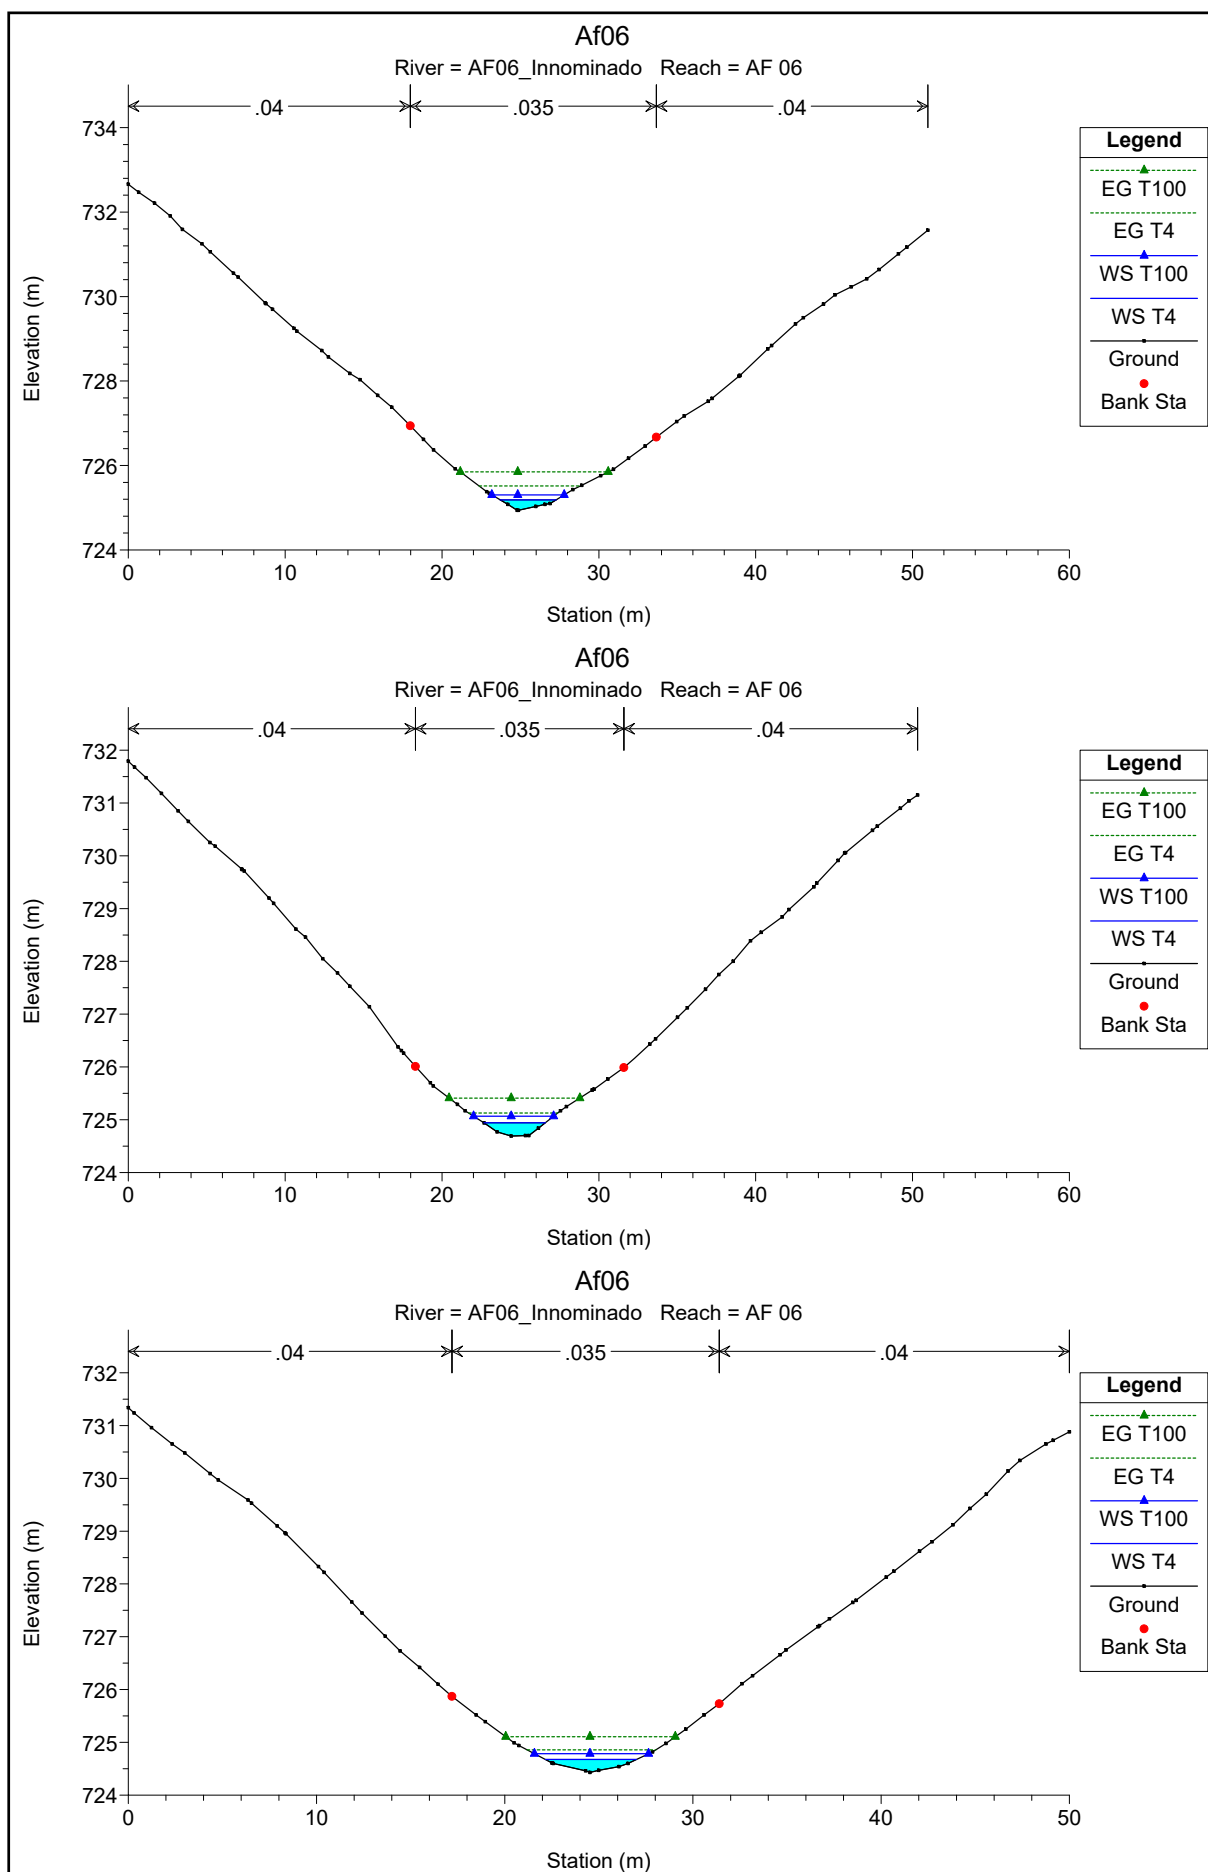 Af06
River = AF06_Innominado   Reach = AF 06
.04 .035 .04
734
732
730
728
726
724
Elevation (m)
0 10 20 30 40 50 60
Station (m)
Legend
EG T100
EG T4
WS T100
WS T4
Ground
Bank Sta
Af06
River = AF06_Innominado   Reach = AF 06
.04 .035 .04
732
731
730
729
728
727
726
725
724
Elevation (m)
0 10 20 30 40 50 60
Station (m)
Legend
EG T100
EG T4
WS T100
WS T4
Ground
Bank Sta
Af06
River = AF06_Innominado   Reach = AF 06
.04 .035 .04
732
731
730
729
728
727
726
725
724
Elevation (m)
0 10 20 30 40 50
Station (m)
Legend
EG T100
EG T4
WS T100
WS T4
Ground
Bank Sta